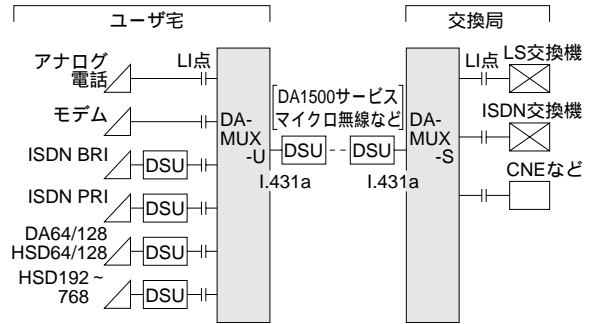 ユーザ宅
交換局
アナログ
電話
LI点
モデム
ISDN BRI
DSU
ISDN PRI
DSU
DA64/128
HSD64/128
DSU
HSD192～
768
DSU
DA-
MUX
-U
DA1500サービス
マイクロ無線など
DSU
DSU
I.431a
I.431a
DA-
MUX
-S
LI点
LS交換機
ISDN交換機
CNEなど